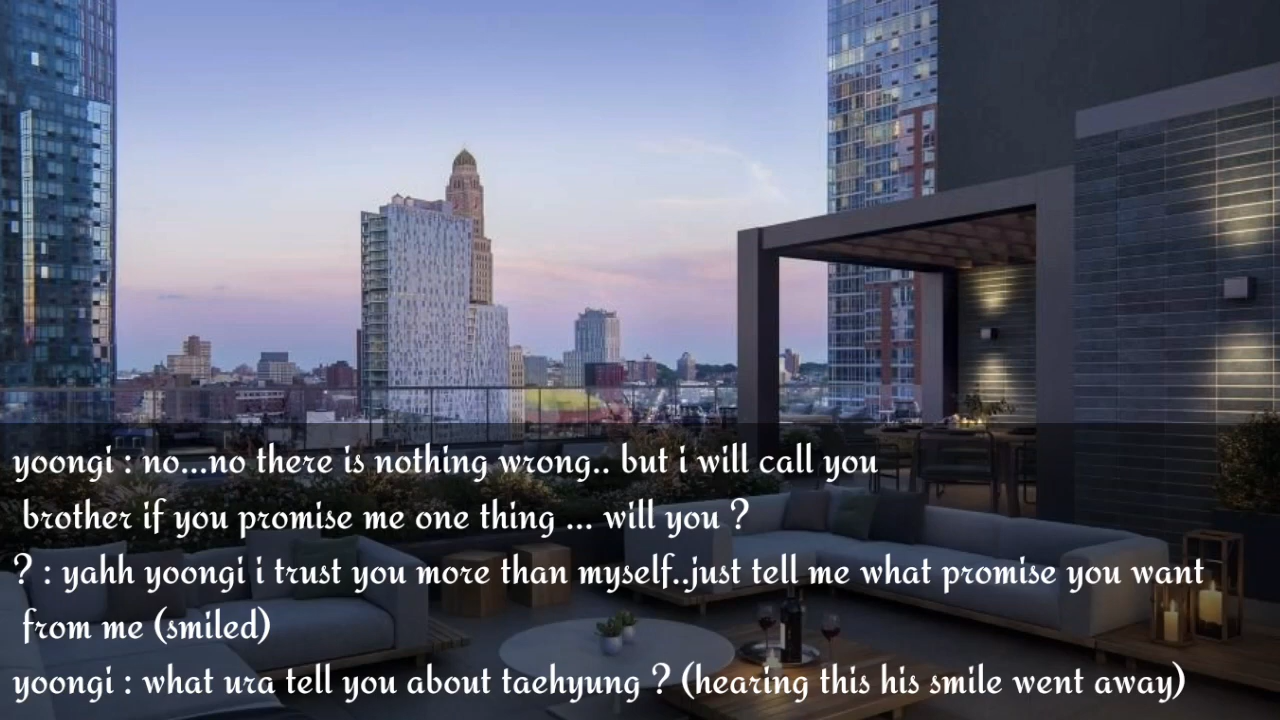 yoongi : no...no there is nothing wrong.. but i will call you
brother if you promise me one thing ... will you ?
? : yahh yoongi i trust you more than myself..just tell me what promise you want
from me (smiled)
yoongi : what ura tell you about taehyung ? (hearing this his smile went away)